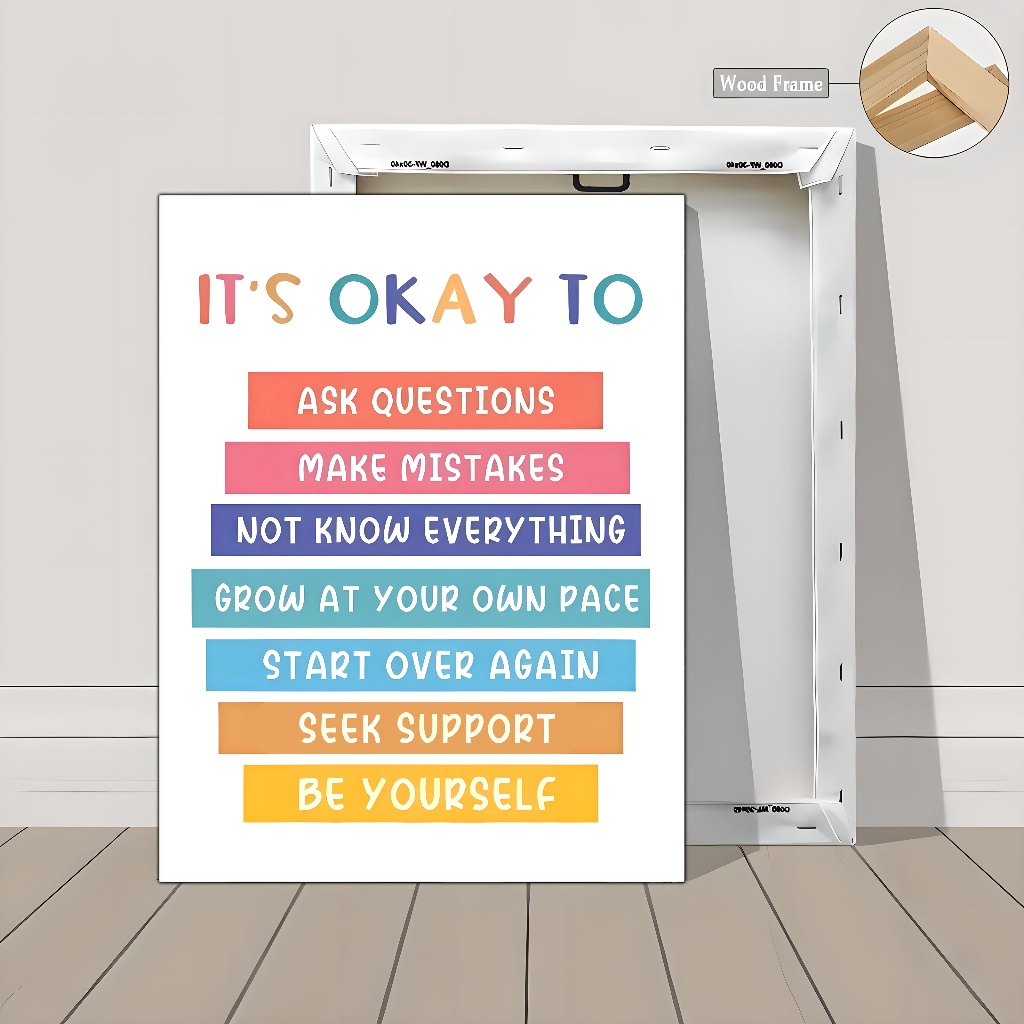 Wood Frame
IT'S OKAY TO
ASK QUESTIONS
MAKE MISTAKES
NOT KNOW EVERYTHING
GROW AT YOUR OWN PACE
START OVER AGAIN
SEEK SUPPORT
BE YOURSELF